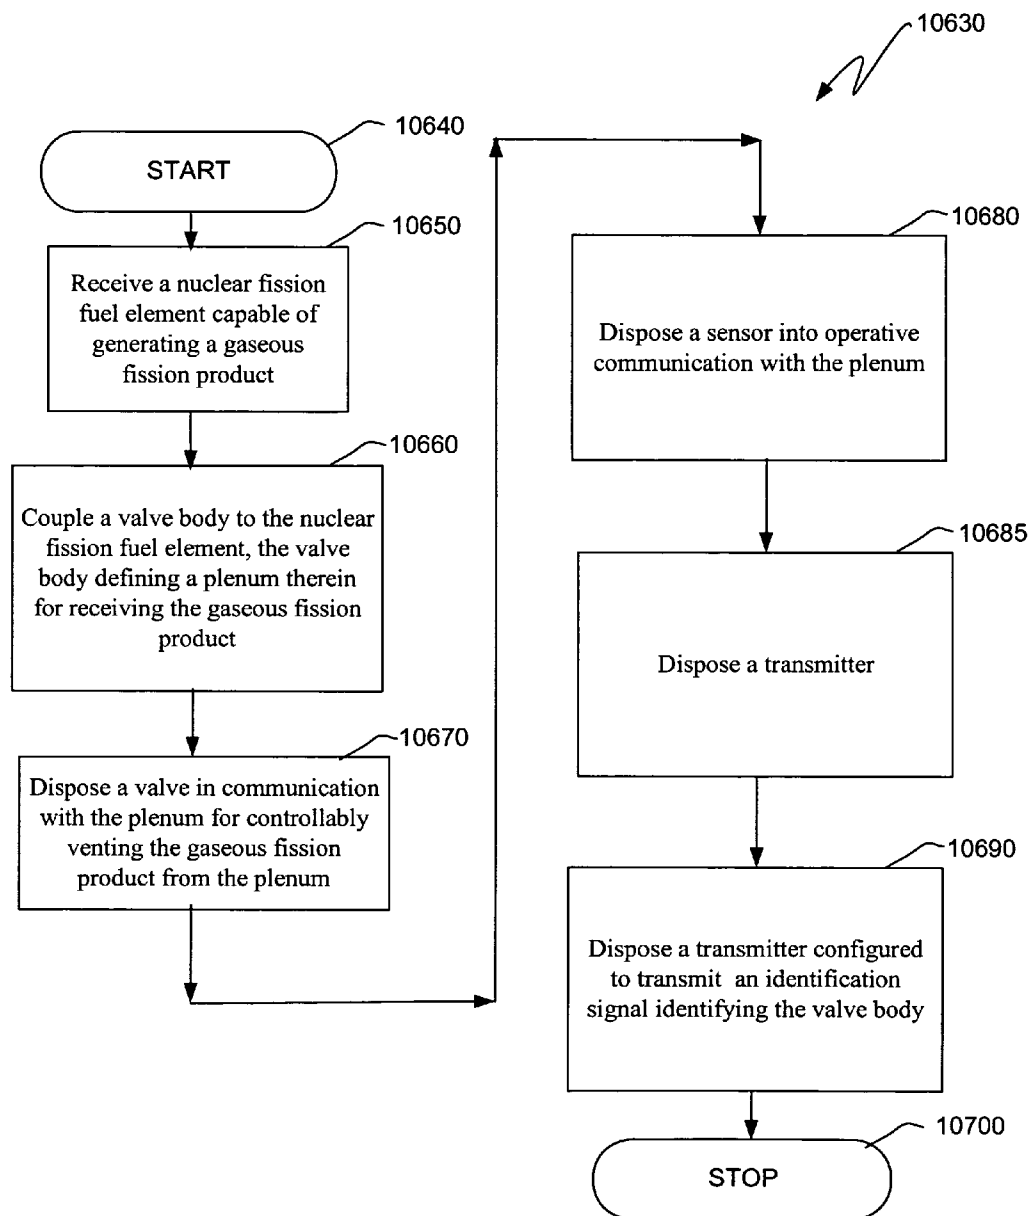 10630
10640
START
10650
Receive a nuclear fission
fuel element capable of
generating a gaseous
fission product
10660
Couple a valve body to the nuclear
fission fuel element, the valve
body defining a plenum therein
for receiving the gaseous fission
product
10670
Dispose a valve in communication
with the plenum for controllably
venting the gaseous fission
product from the plenum
10680
Dispose a sensor into operative
communication with the plenum
10685
Dispose a transmitter
10690
Dispose a transmitter configured
to transmit an identification
signal identifying the valve body
10700
STOP